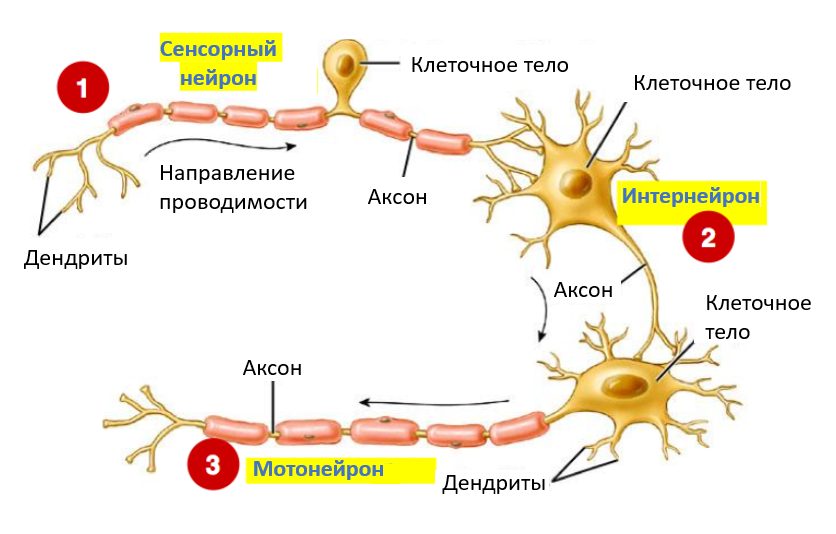 Сенсорный
нейрон
Клеточное тело
Клеточное тело
1
Направление
проводимости
Аксон
Интернейрон
2
Дендриты
Аксон
Клеточное
тело
Аксон
3
Мотонейрон
Дендриты